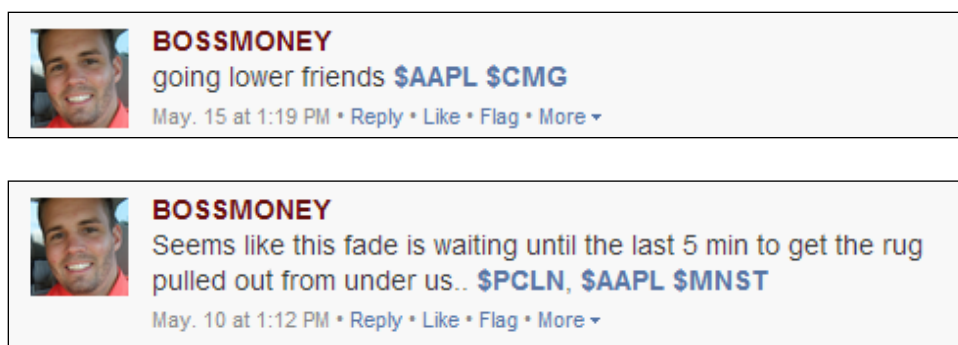 BOSSMONEY
going lower friends $AAPL $CMG
May. 15 at 1:19 PM • Reply • Like • Flag • More ▾
BOSSMONEY
Seems like this fade is waiting until the last 5 min to get the rug
pulled out from under us.. $PCLN, $AAPL $MNST
May. 10 at 1:12 PM • Reply • Like • Flag • More ▾